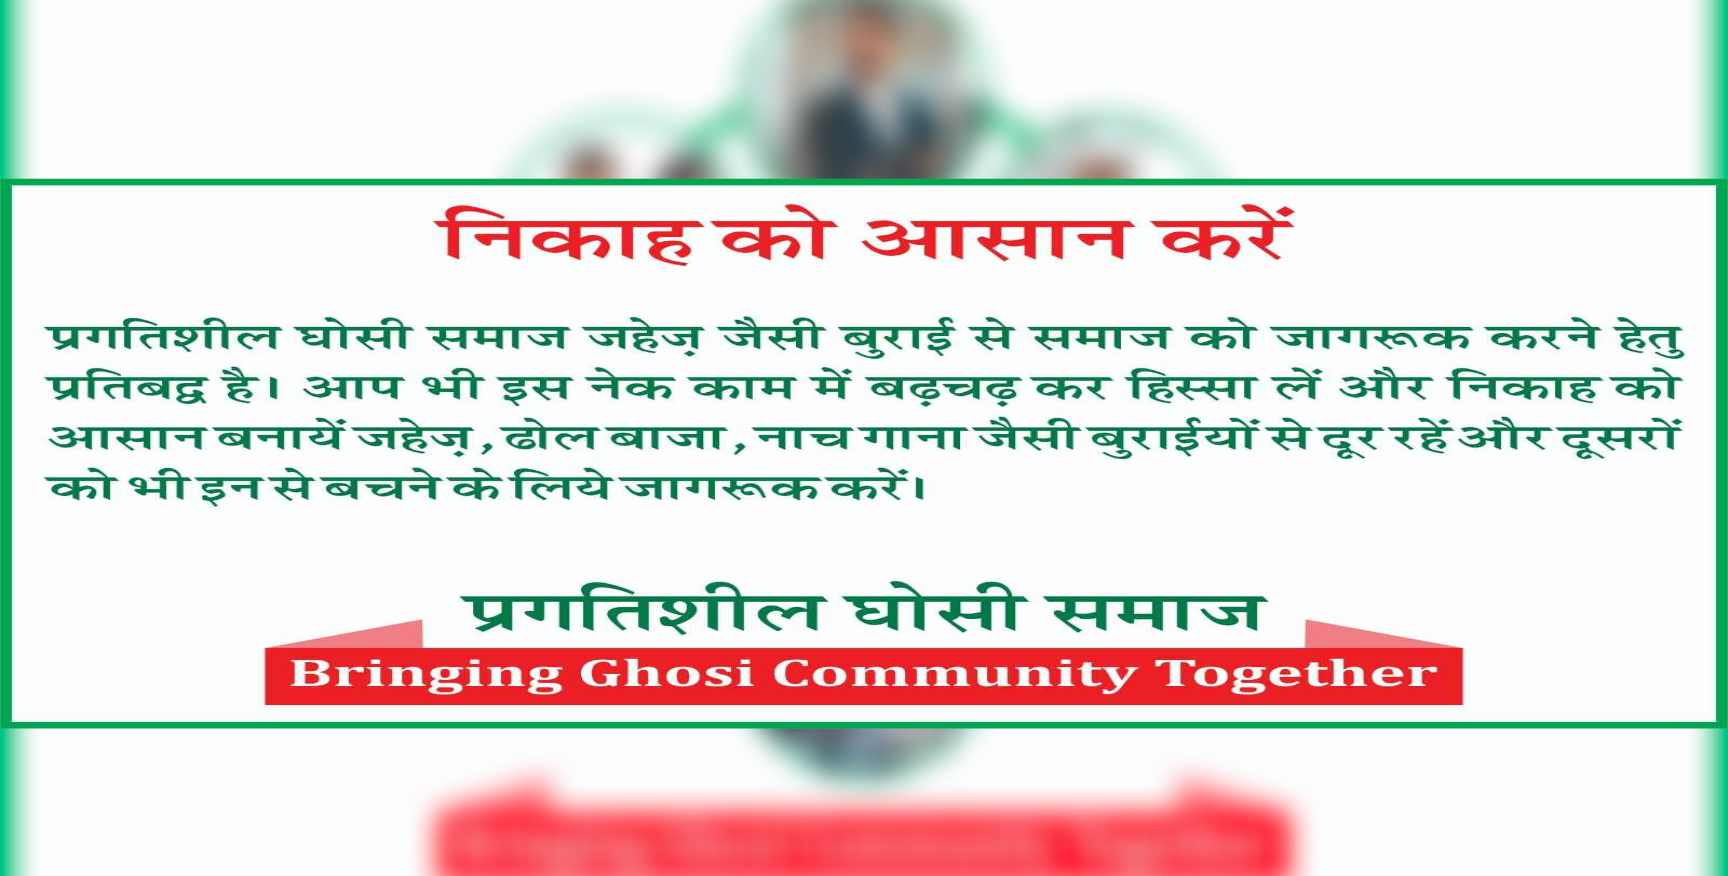 निकाह को आसान करें
प्रगतिशील घोसी समाज जहेज़ जैसी बुराई से समाज को जागरूक करने हेतु
प्रतिबद्व है। आप भी इस नेक काम में बढ़चढ़ कर हिस्सा लें और निकाह को
आसान बनायें जहेज़, ढोल बाजा, नाच गाना जैसी बुराईयों से दूर रहें और दूसरों
को भी इन से बचने के लिये जागरूक करें।
प्रगतिशील घोसी समाज
Bringing Ghosi Community Together